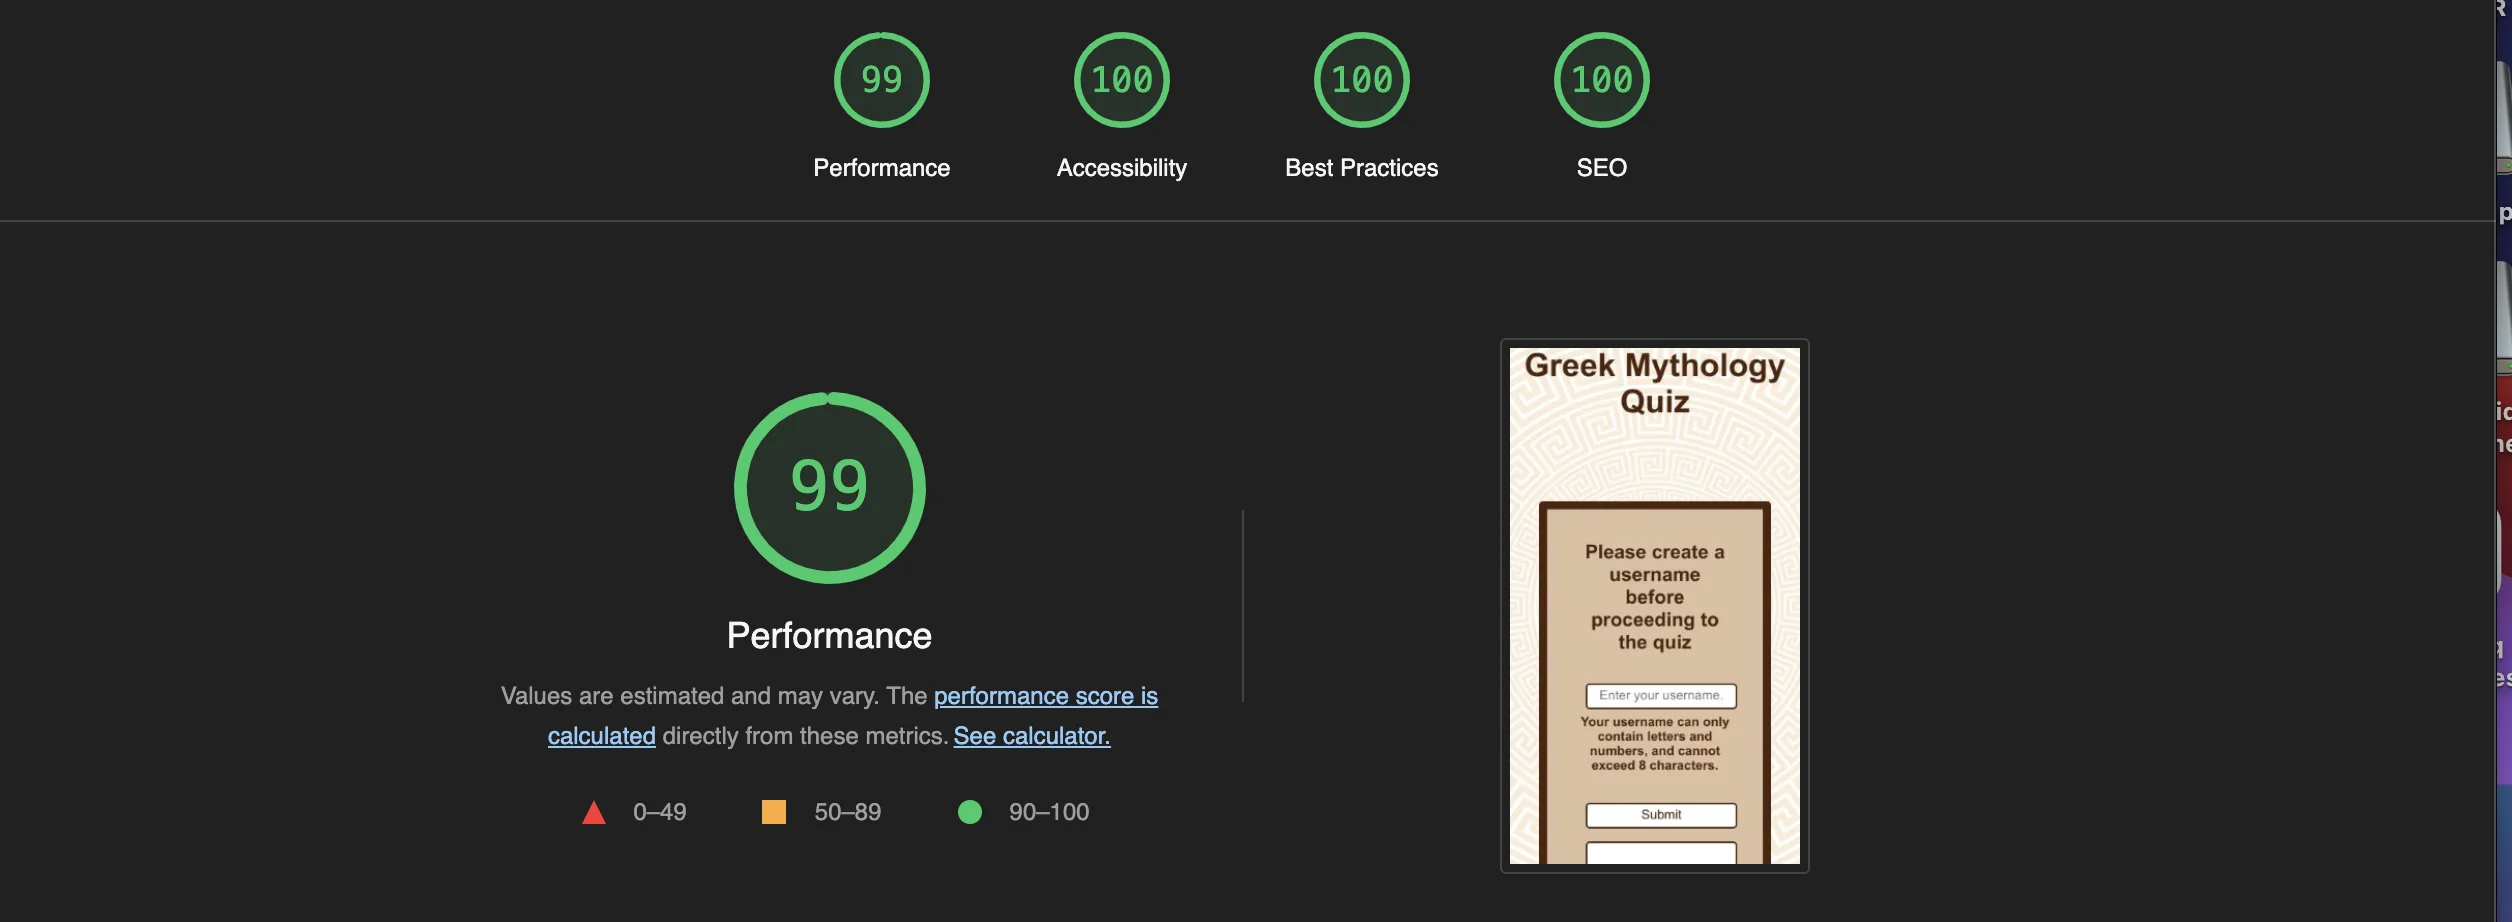 99
100
100
100
Performance
Accessibility
Best Practices
SEO
99
Performance
Values are estimated and may vary. The performance score is
calculated directly from these metrics. See calculator.
0–49
50–89
90–100
Greek Mythology
Quiz
Please create a
username
before
proceeding to
the quiz
Enter your username.
Your username can only
contain letters and
numbers, and cannot
exceed 8 characters.
Submit